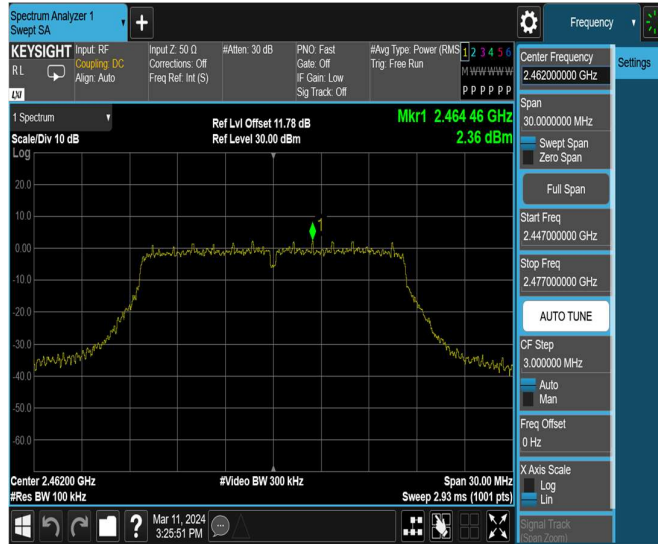 Spectrum Analyzer 1
Swept SA
+
Frequency
KEYSIGHT
RL
LXI
Input: RF
Coupling: DC
Align: Auto
Input Z: 50 Ω
Corrections: Off
Freq Ref: Int (S)
#Atten: 30 dB
PNO: Fast
Gate: Off
IF Gain: Low
Sig Track: Off
#Avg Type: Power (RMS
Trig: Free Run
1 2 3 4 5 6
M W W W W W
P P P P P P
1 Spectrum
Scale/Div 10 dB
Ref Lvl Offset 11.78 dB
Ref Level 30.00 dBm
Mkr1 2.464 46 GHz
2.36 dBm
Log
20.0
10.0
0.00
-10.0
-20.0
-30.0
-40.0
-50.0
-60.0
1
Center 2.46200 GHz
#Res BW 100 kHz
#Video BW 300 kHz
Span 30.00 MHz
Sweep 2.93 ms (1001 pts)
?
Mar 11, 2024
3:25:51 PM
Center Frequency
2.462000000 GHz
Settings
Span
30.0000000 MHz
Swept Span
Zero Span
Full Span
Start Freq
2.447000000 GHz
Stop Freq
2.477000000 GHz
AUTO TUNE
CF Step
3.000000 MHz
Auto
Man
Freq Offset
0 Hz
X Axis Scale
Log
Lin
Signal Track
(Span Zoom)